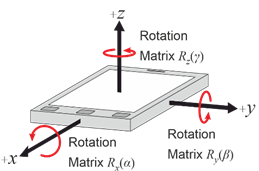 +z
Rotation
Matrix Rz(γ)
+y
Rotation
Matrix Ry(β)
+x
Rotation
Matrix Rx(α)